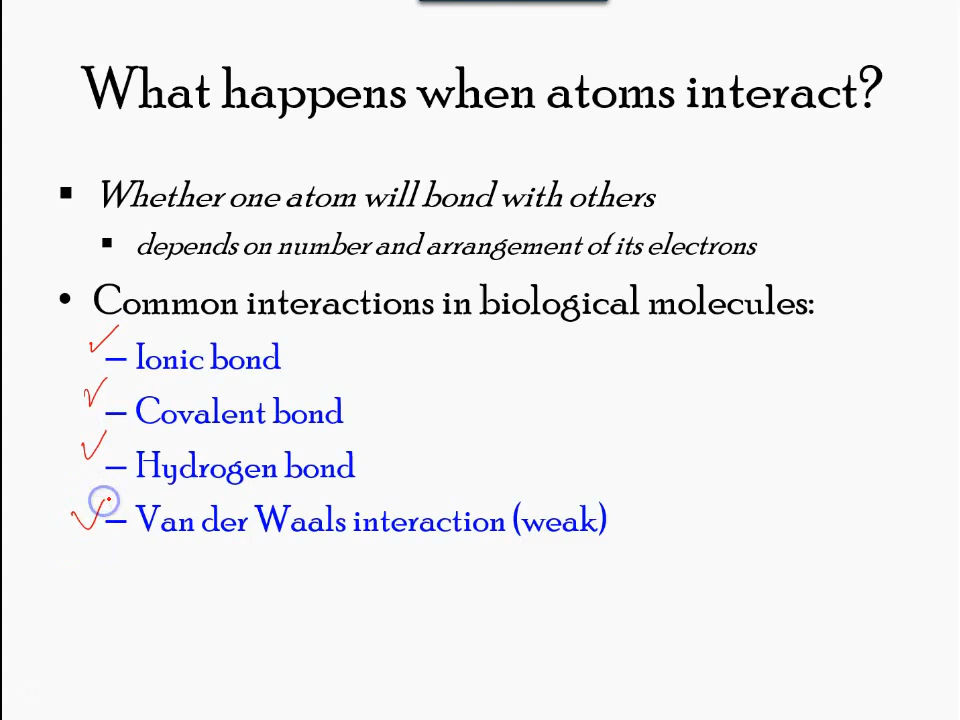 What happens when atoms interact?
▪ Whether one atom will bond with others
▪ depends on number and arrangement of its electrons
• Common interactions in biological molecules:
– Ionic bond
– Covalent bond
– Hydrogen bond
– Van der Waals interaction (weak)